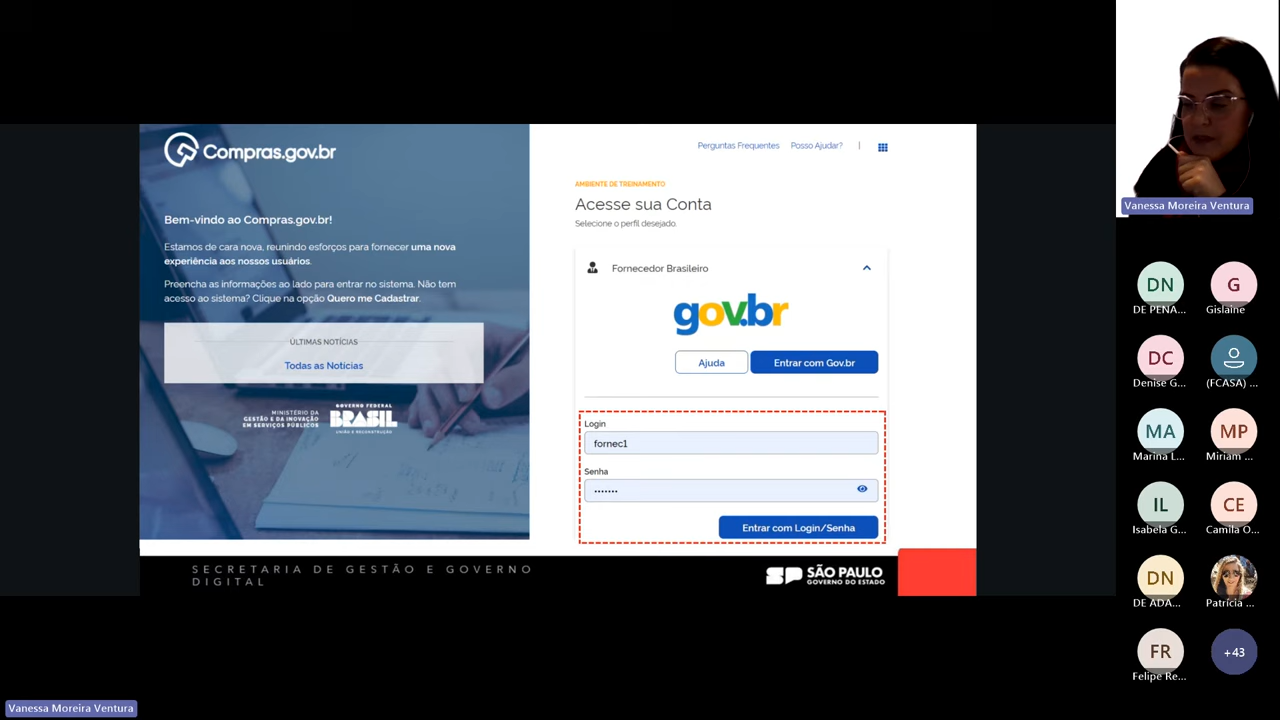 Compras.gov.br
Bem-vindo ao Compras.gov.br!
Estamos de cara nova, reunindo esforços para fornecer uma nova
experiência aos nossos usuários.
Preencha as informações ao lado para entrar no sistema. Não tem
acesso ao sistema? Clique na opção Quero me Cadastrar.
ÚLTIMAS NOTÍCIAS
Todas as Notícias
MINISTÉRIO DA
GESTÃO E DA INOVAÇÃO
EM SERVIÇOS PÚBLICOS
GOVERNO FEDERAL
BRASIL
UNIÃO E RECONSTRUÇÃO
Perguntas Frequentes Posso Ajudar? |
AMBIENTE DE TREINAMENTO
Acesse sua Conta
Selecione o perfil desejado.
Fornecedor Brasileiro
gov.br
Ajuda Entrar com Gov.br
Login
fornec1
Senha
•••••••
Entrar com Login/Senha
SECRETARIA DE GESTÃO E GOVERNO
DIGITAL
SP SÃO PAULO
GOVERNO DO ESTADO
Vanessa Moreira Ventura
DN G
DE PENA... Gislaine
DC
Denise G... (FCASA) ...
MA MP
Marina L... Miriam ...
IL CE
Isabela G... Camila O...
DN
DE ADA... Patrícia ...
FR +43
Felipe Re...
Vanessa Moreira Ventura